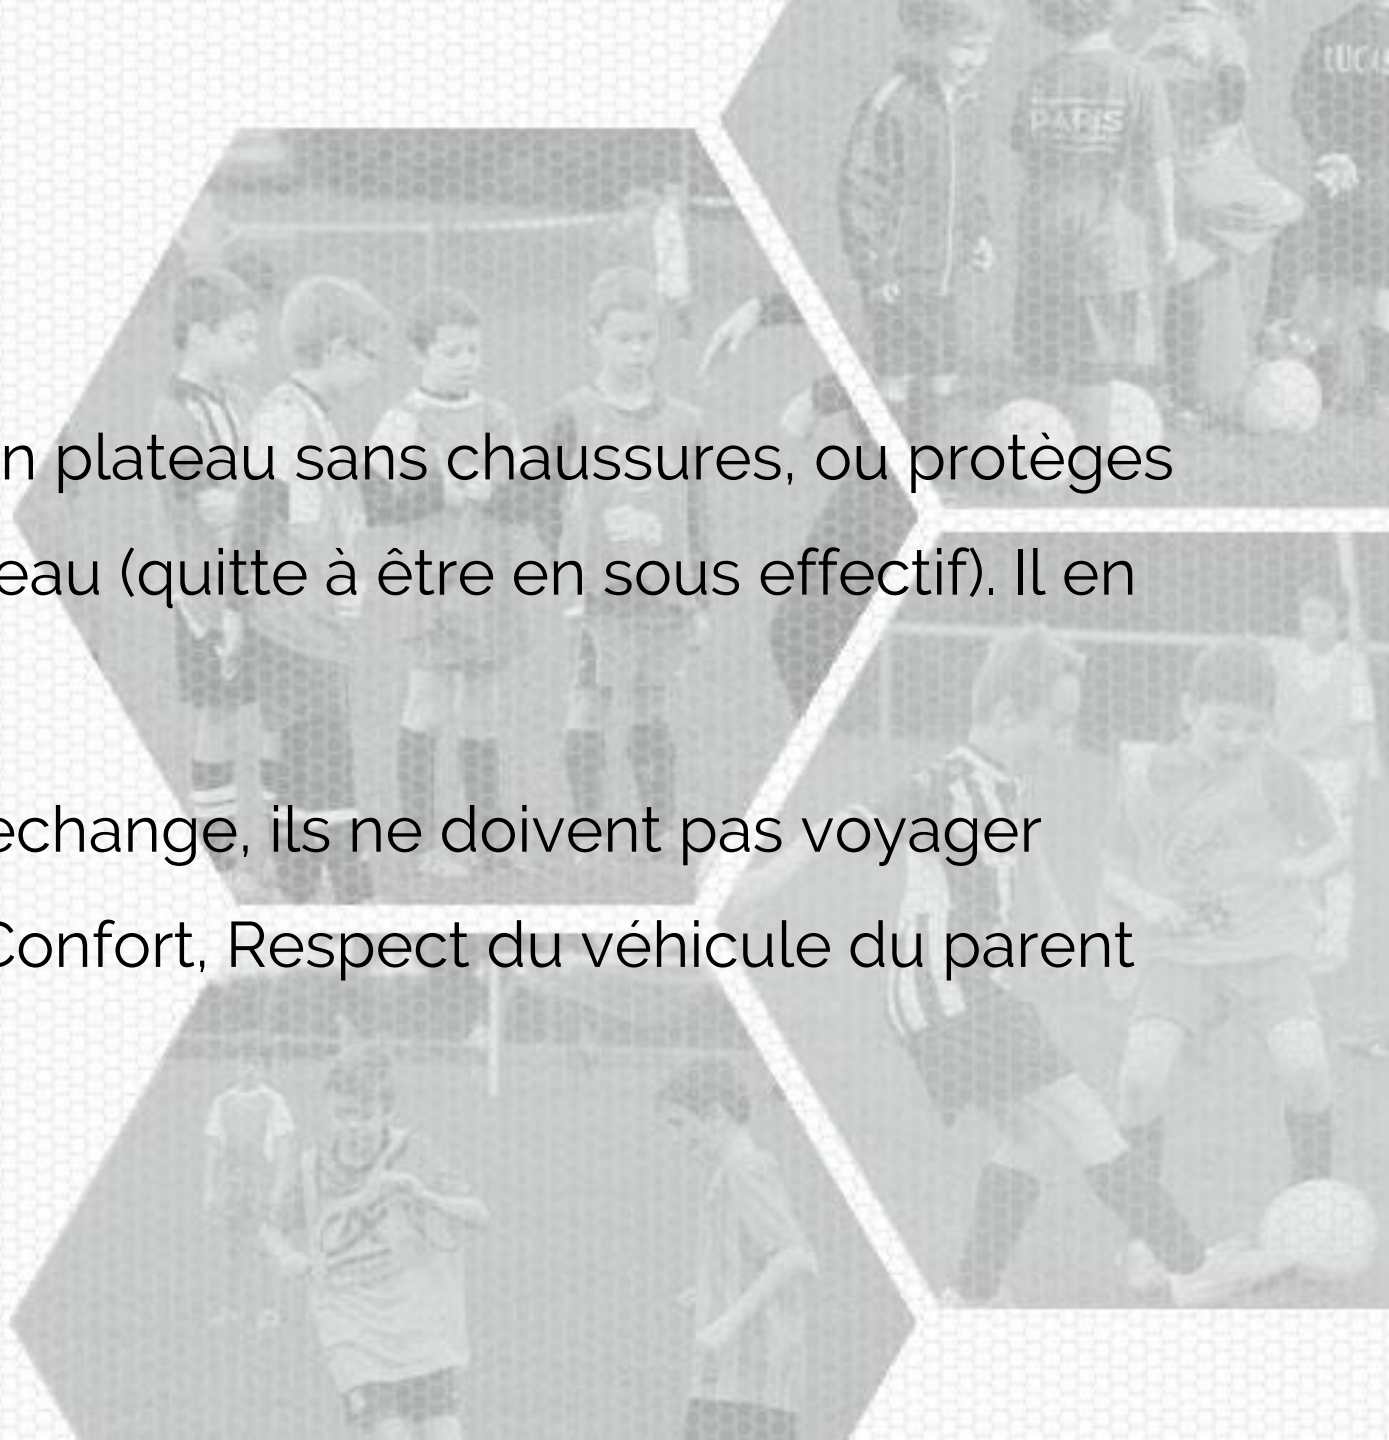 PARIS
n plateau sans chaussures, ou protèges
eau (quitte à être en sous effectif). Il en
echange, ils ne doivent pas voyager
Confort, Respect du véhicule du parent